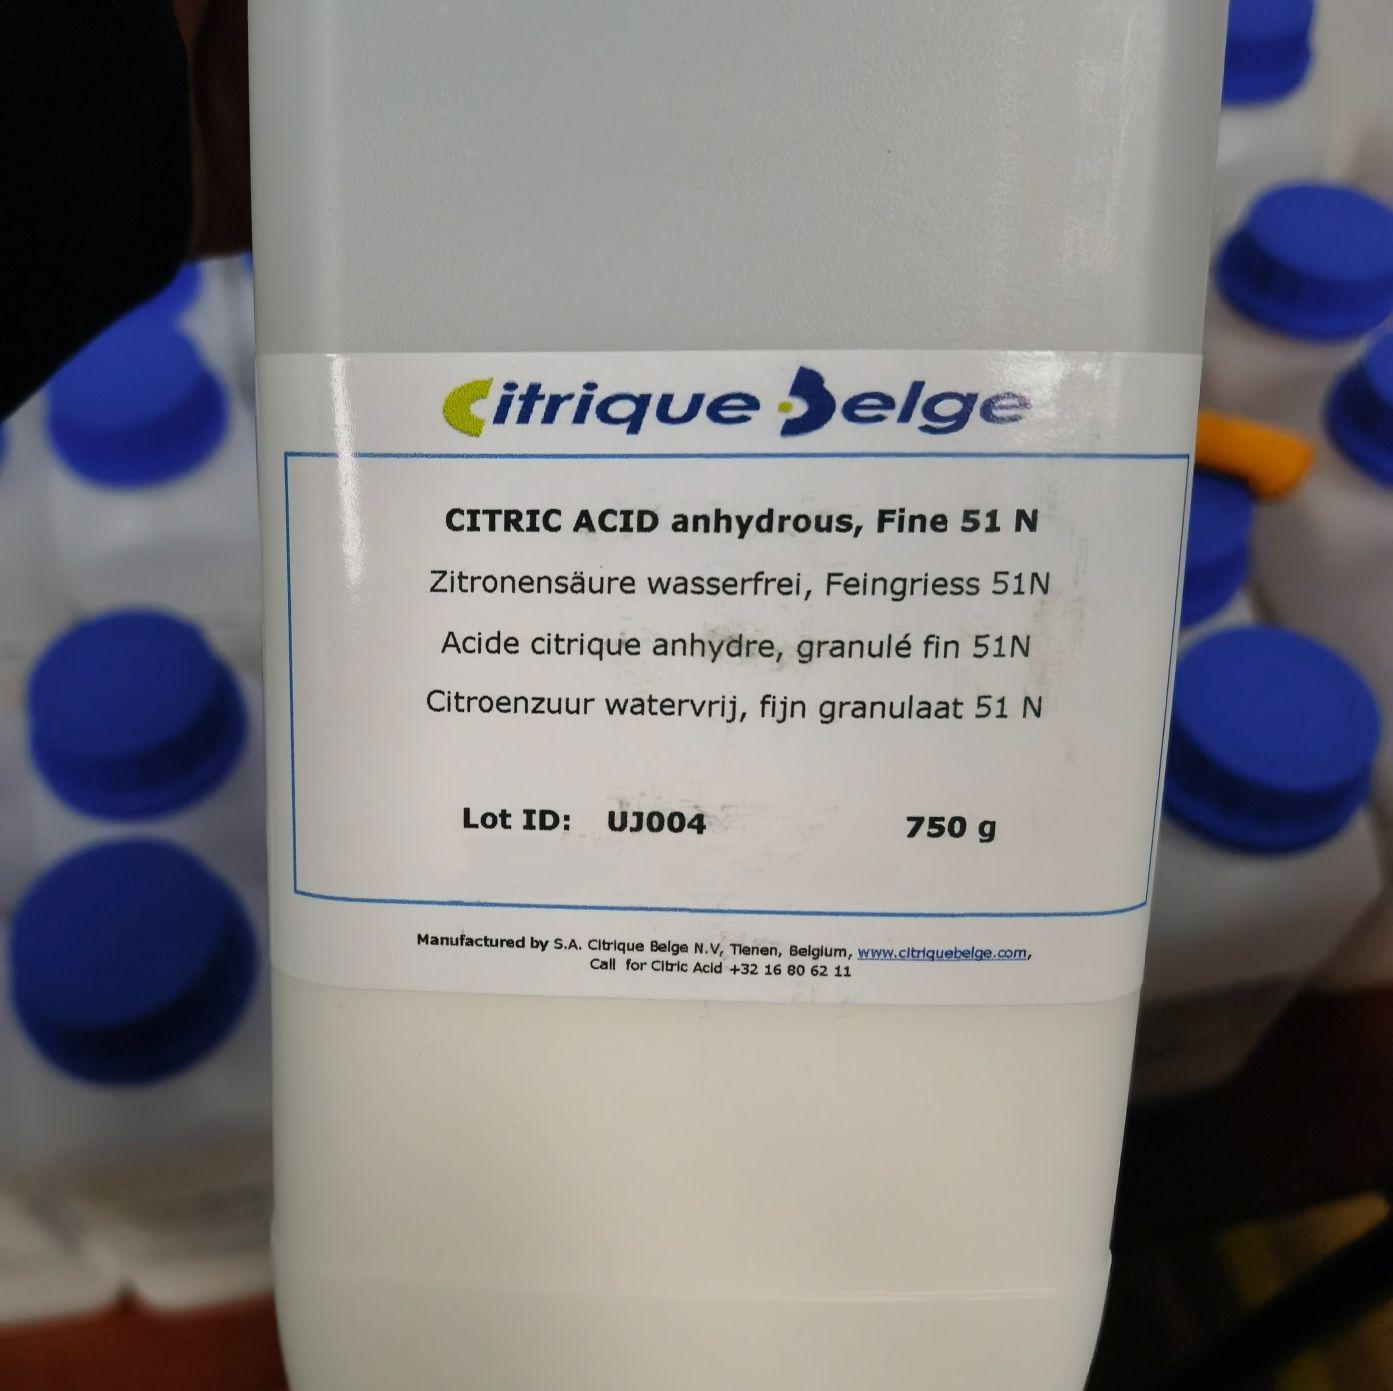 Citrique Belge
CITRIC ACID anhydrous, Fine 51 N
Zitronensäure wasserfrei, Feingriess 51N
Acide citrique anhydre, granulé fin 51N
Citroenzuur watervrij, fijn granulaat 51 N
Lot ID: UJ004 750 g
Manufactured by S.A. Citrique Belge N.V, Tienen, Belgium, www.citriquebelge.com,
Call for Citric Acid +32 16 80 62 11